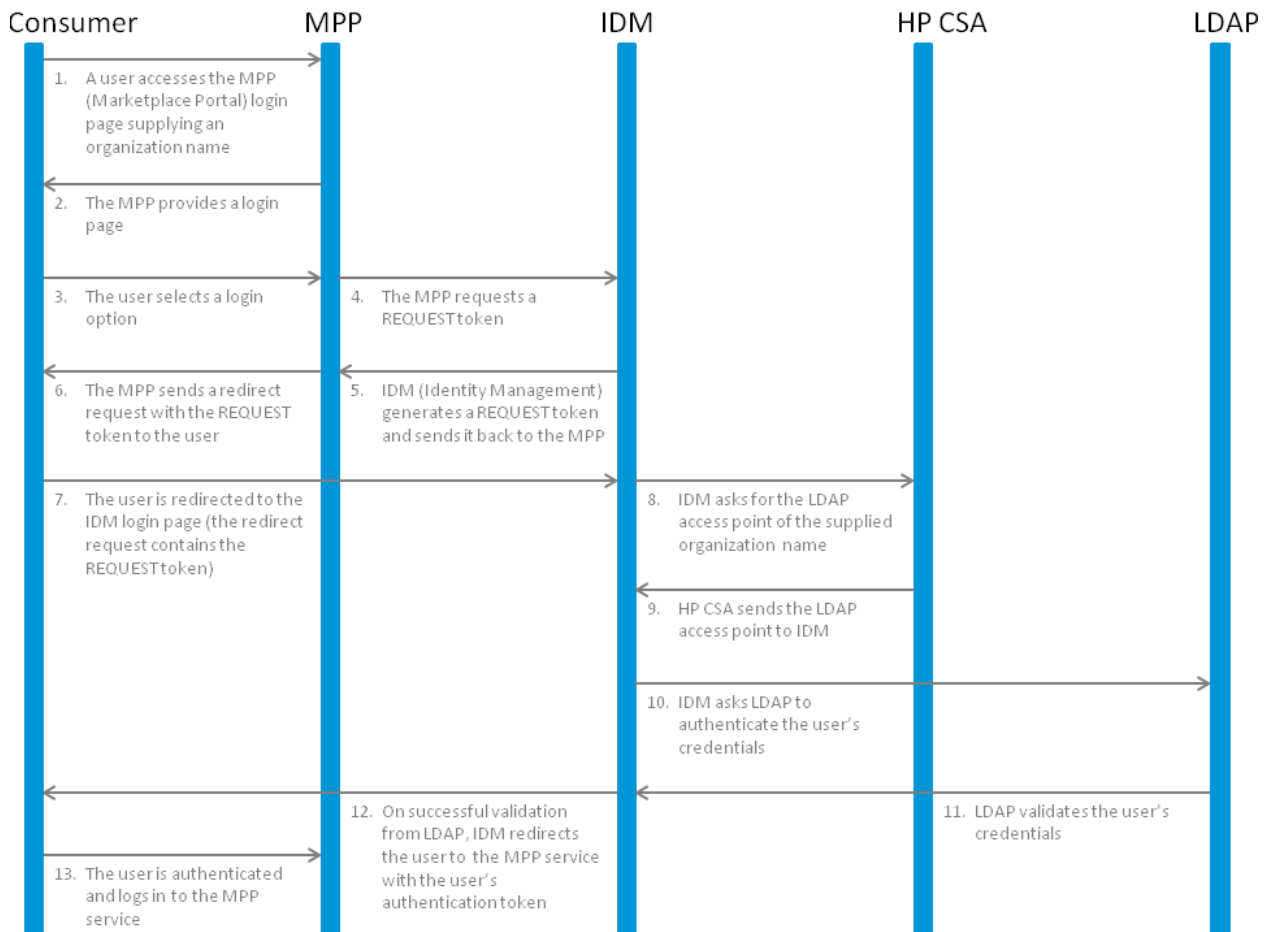 Consumer MPP IDM HP CSA LDAP
1. A user accesses the MPP
(Marketplace Portal) login
page supplying an
organization name
2. The MPP provides a login
page
3. The user selects a login
option
4. The MPP requests a
REQUEST token
6. The MPP sends a redirect
request with the REQUEST
token to the user
5. IDM (Identity Management)
generates a REQUEST token
and sends it back to the MPP
7. The user is redirected to the
IDM login page (the redirect
request contains the
REQUEST token)
8. IDM asks for the LDAP
access point of the supplied
organization name
9. HP CSA sends the LDAP
access point to IDM
10. IDM asks LDAP to
authenticate the user's
credentials
12. On successful validation
from LDAP, IDM redirects
the user to the MPP service
with the user's
authentication token
11. LDAP validates the user's
credentials
13. The user is authenticated
and logs in to the MPP
service